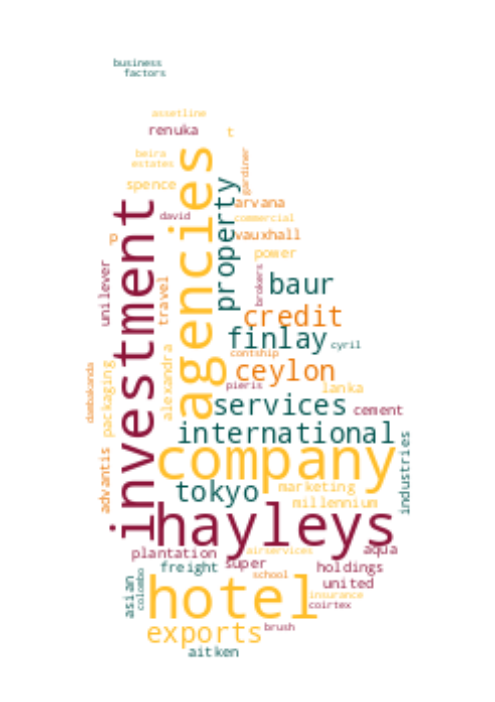 business
factors
assetline
renuka
t
beira
estates
spence
agencies
gardiner
property
arvana
david
commercial
investment
p
vauxhall
power
unilever
travel
brokers
baur
credit
finlay
cyril
contship
alexandra
ceylon
dambakanda
packaging
pieris
lanka
services
cement
international
industries
company
advantis
tokyo
marketing
millennium
hayleys
plantation
airservices
aqua
freight
super
holdings
school
united
asian
colombo
hotel
insurance
coirtex
exports
brush
aitken